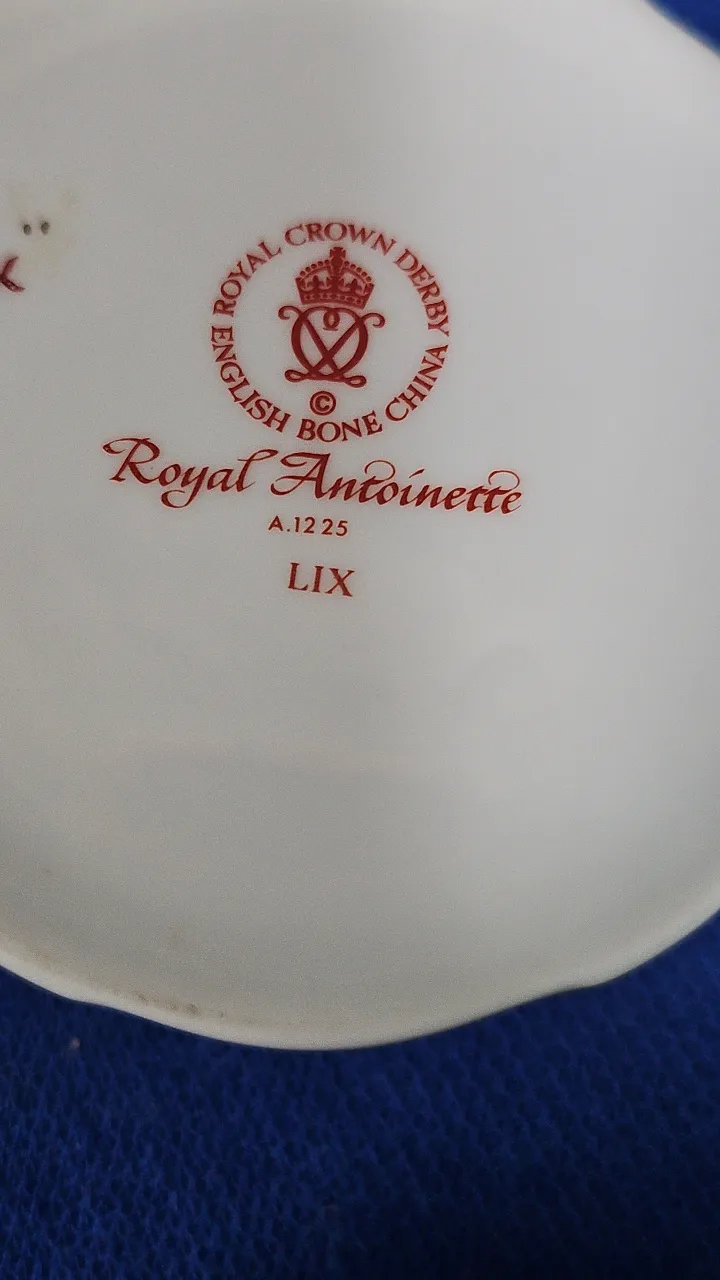 ROYAL CROWN DERBY
ENGLISH BONE CHINA
©
Royal Antoinette
A.1225
LIX